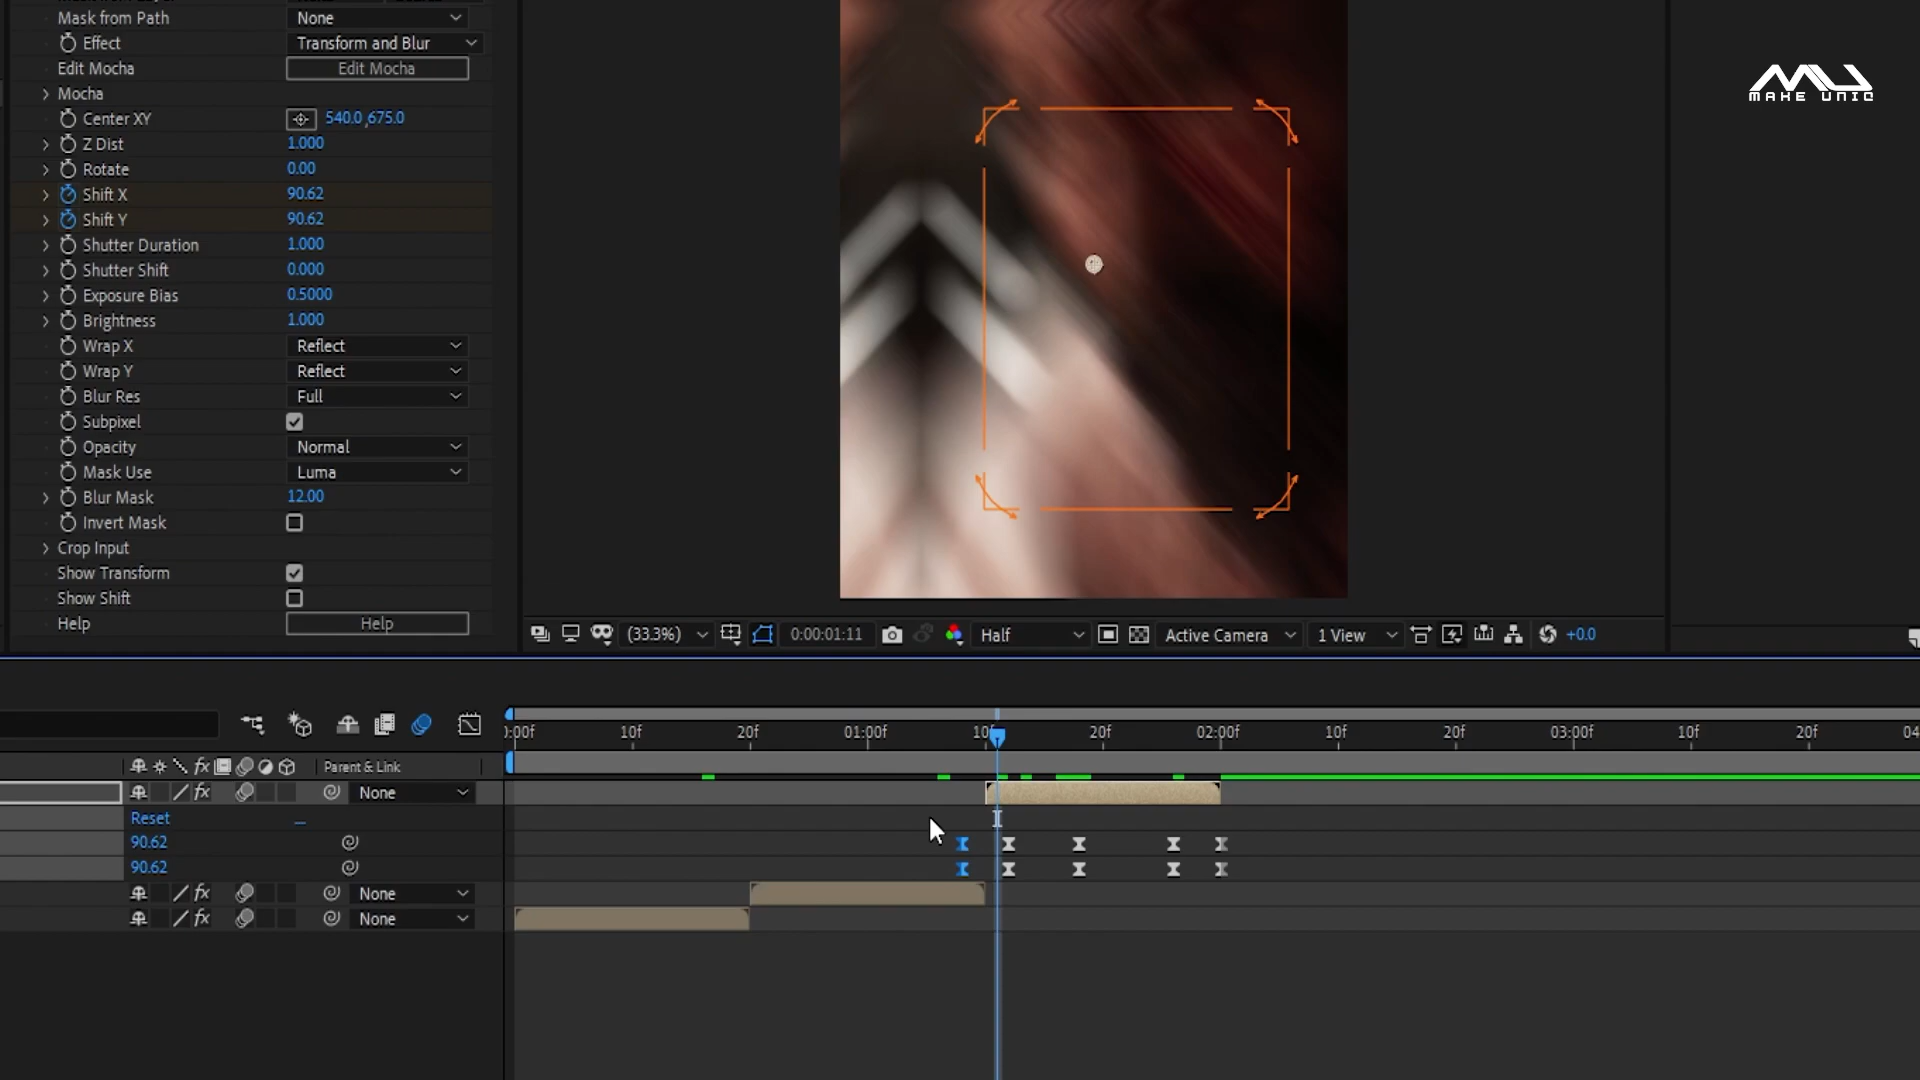 Mask from Path None
Effect Transform and Blur
Edit Mocha Edit Mocha
Mocha
Center XY 540.0 ,675.0
Z Dist 1.000
Rotate 0.00
Shift X 90.62
Shift Y 90.62
Shutter Duration 1.000
Shutter Shift 0.000
Exposure Bias 0.5000
Brightness 1.000
Wrap X Reflect
Wrap Y Reflect
Blur Res Full
Subpixel
Opacity Normal
Mask Use Luma
Blur Mask 12.00
Invert Mask
Crop Input
Show Transform
Show Shift
Help Help
MU
MAKE UNIQ
(33.3%) 0:00:01:11 Half Active Camera 1 View +0.0
0:00f 10f 20f 01:00f 10f 20f 02:00f 10f 20f 03:00f 10f 20f 04
fx Parent & Link
fx None
Reset
90.62
90.62
fx None
fx None